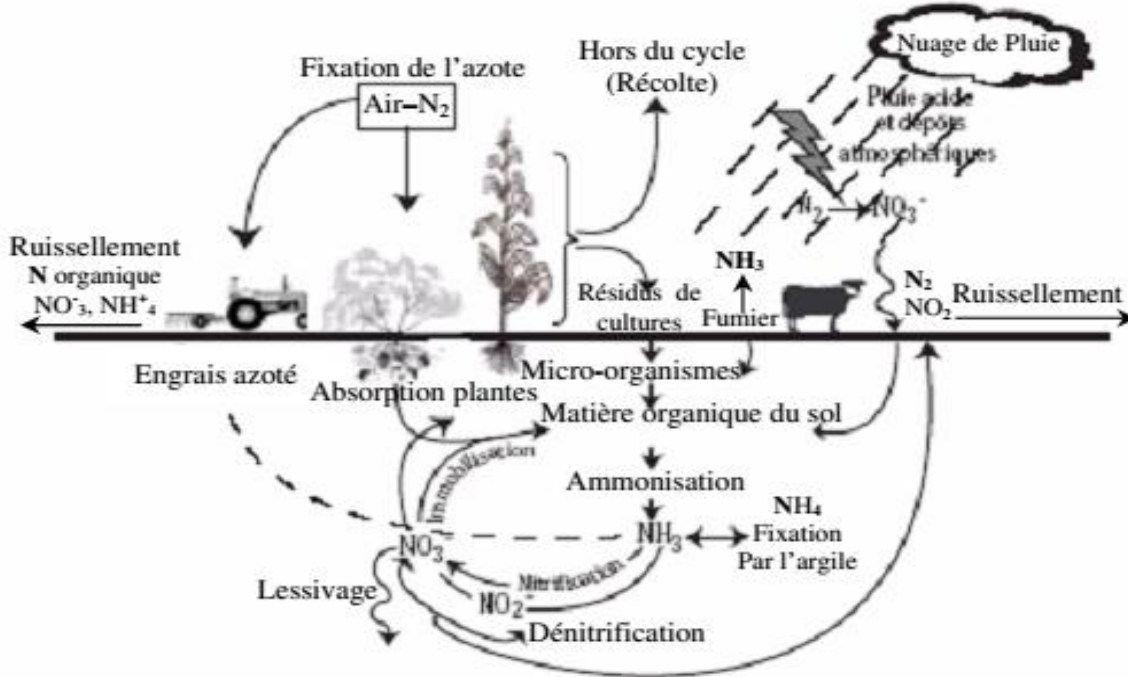 Nuage de Pluie
Hors du cycle
(Récolte)
Fixation de l'azote
Air–N₂
Pluie acide
et dépôts
atmosphériques
N₂ → NO₃⁻
Ruissellement
N organique
NO⁻₃, NH⁺₄
NH₃
N₂
NO₂
Ruissellement
Résidus de
cultures
Fumier
Engrais azoté
Absorption plantes
Micro-organismes
Matière organique du sol
Immobilisation
Ammonisation
NH₄
Fixation
Par l'argile
NO₃⁻
NH₃
Nitrification
Lessivage
NO₂⁻
Dénitrification